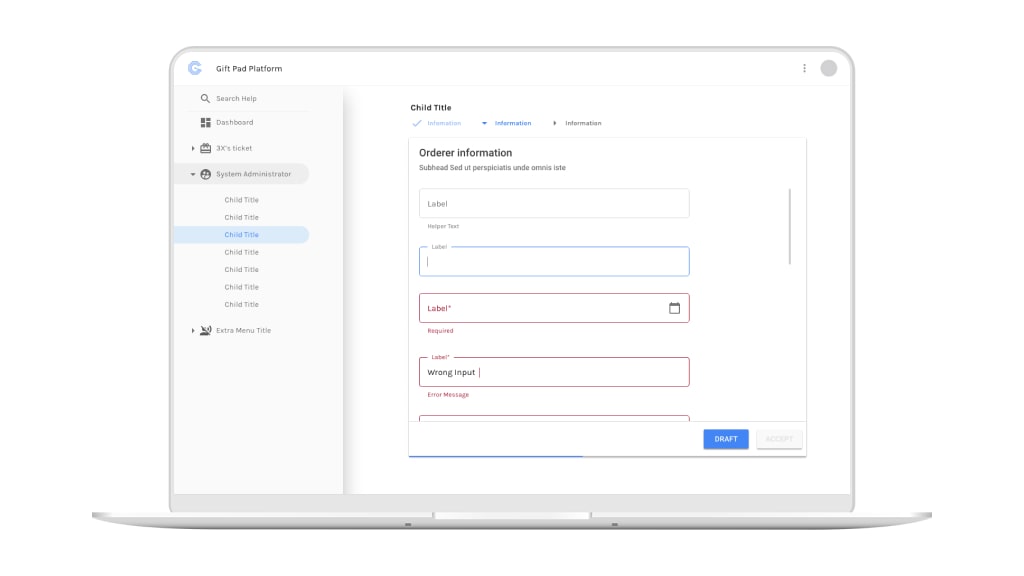 Gift Pad Platform
Search Help
Dashboard
3X's ticket
System Administrator
Child Title
Child Title
Child Title
Child Title
Child Title
Child Title
Child Title
Extra Menu Title
Child Title
Infomation Information Information
Orderer information
Subhead Sed ut perspiciatis unde omnis iste
Label
Helper Text
Label
Label*
Required
Label*
Wrong Input
Error Message
DRAFT ACCEPT